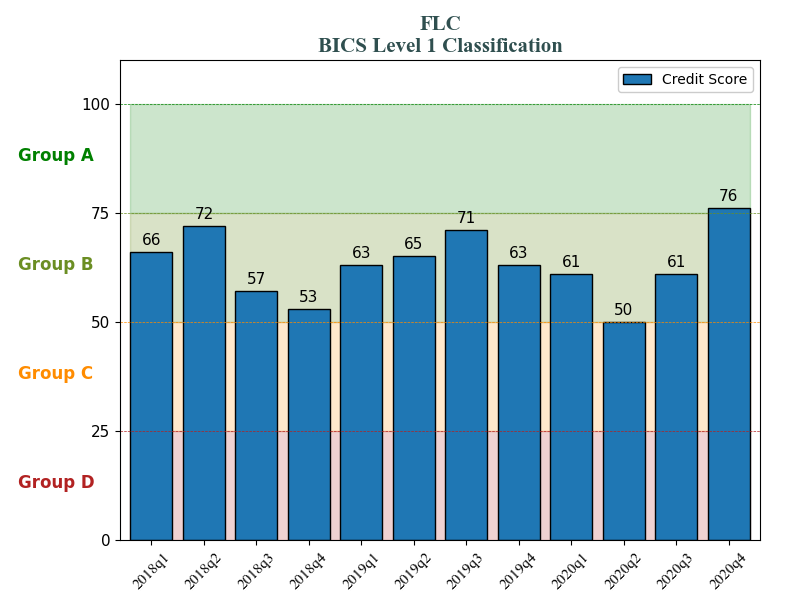 FLC
BICS Level 1 Classification
Credit Score
100
Group A
76
75
72
71
66
65
63
63
61
61
Group B
57
53
50
50
Group C
25
Group D
0
2018q1 2018q2 2018q3 2018q4 2019q1 2019q2 2019q3 2019q4 2020q1 2020q2 2020q3 2020q4